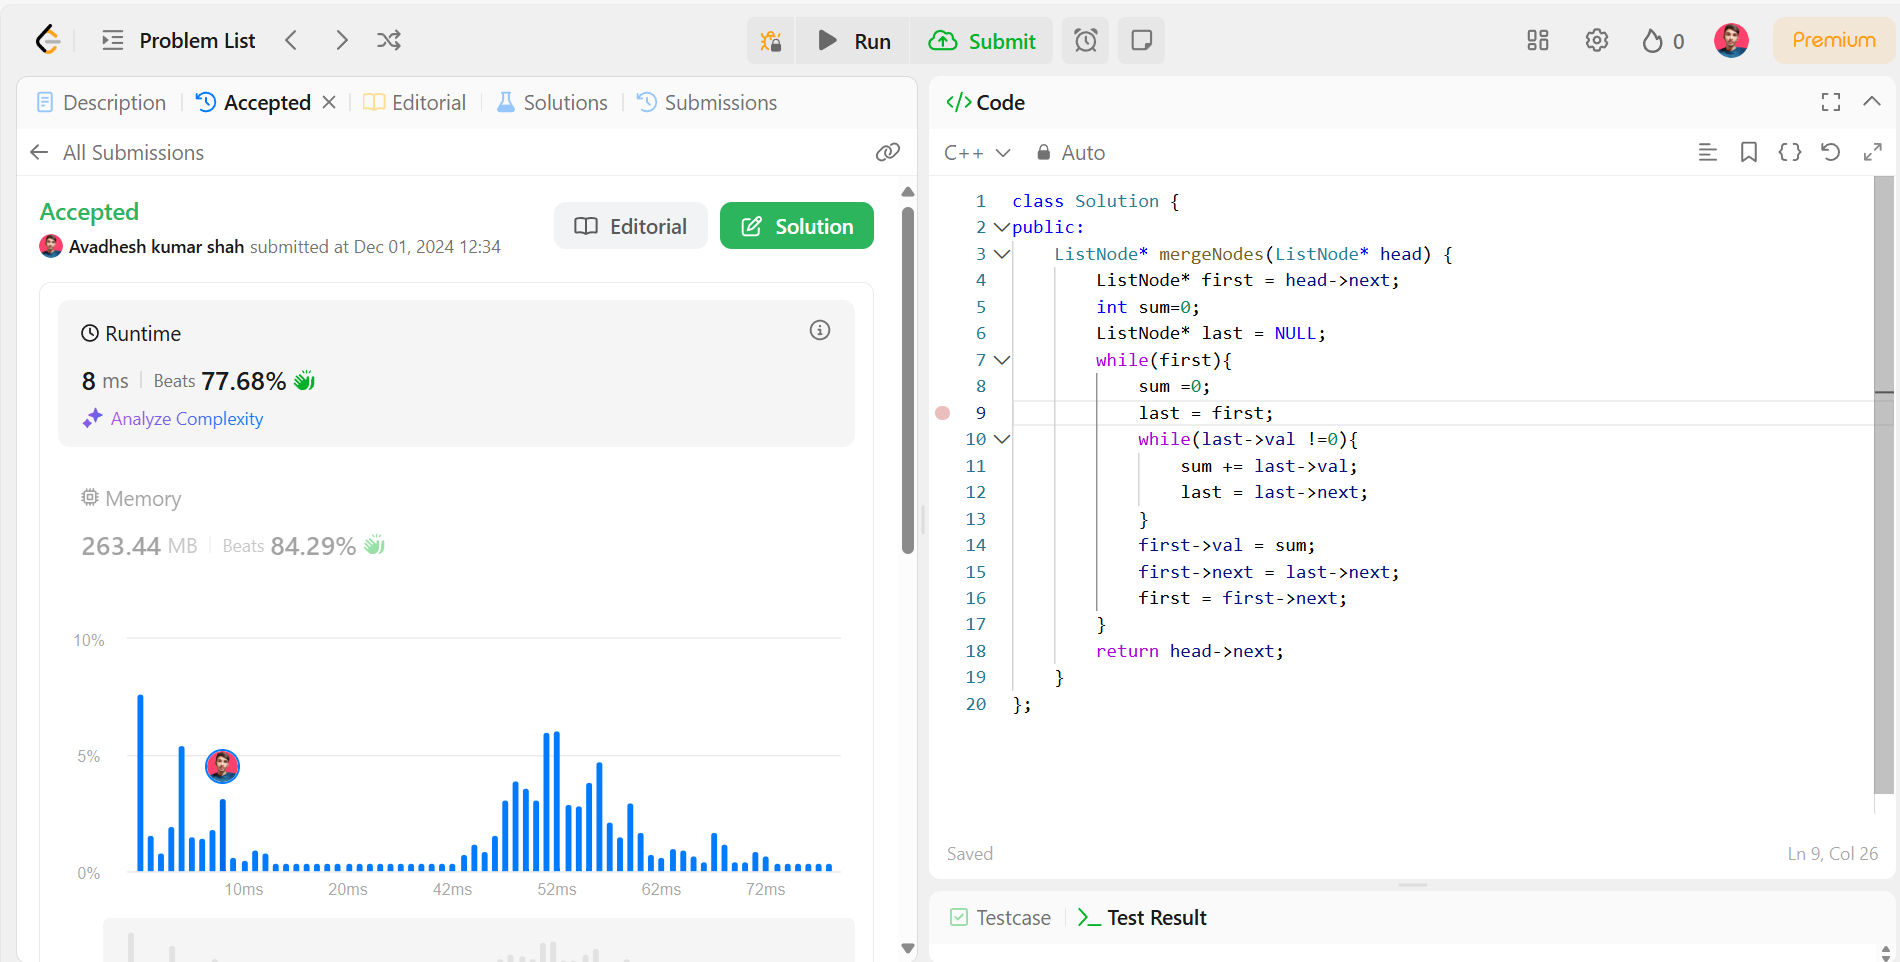 Problem List
Run
Submit
0
Premium
Description
Accepted
Editorial
Solutions
Submissions
All Submissions
Accepted
Avadhesh kumar shah submitted at Dec 01, 2024 12:34
Editorial
Solution
Runtime
8 ms
Beats 77.68%
Analyze Complexity
Memory
263.44 MB
Beats 84.29%
10%
5%
0%
10ms
20ms
42ms
52ms
62ms
72ms
</> Code
C++
Auto
1 class Solution {
2 public:
3 ListNode* mergeNodes(ListNode* head) {
4 ListNode* first = head->next;
5 int sum=0;
6 ListNode* last = NULL;
7 while(first){
8 sum =0;
9 last = first;
10 while(last->val !=0){
11 sum += last->val;
12 last = last->next;
13 }
14 first->val = sum;
15 first->next = last->next;
16 first = first->next;
17 }
18 return head->next;
19 }
20 };
Saved
Ln 9, Col 26
Testcase
Test Result